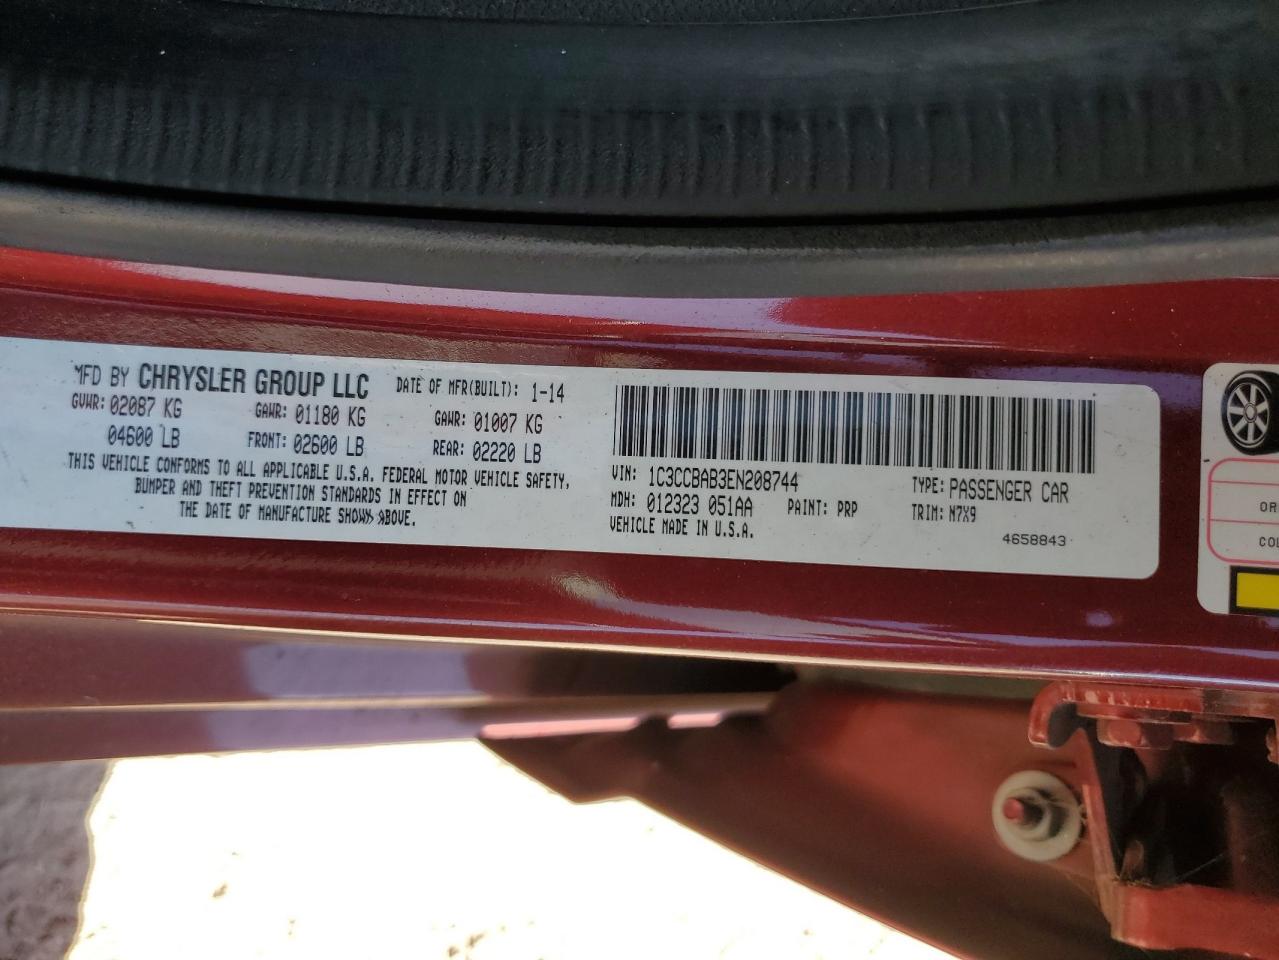 MFD BY CHRYSLER GROUP LLC DATE OF MFR(BUILT): 1-14
GVWR: 02087 KG GAWR: 01180 KG GAWR: 01007 KG
04600 LB FRONT: 02600 LB REAR: 02220 LB
THIS VEHICLE CONFORMS TO ALL APPLICABLE U.S.A. FEDERAL MOTOR VEHICLE SAFETY,
BUMPER AND THEFT PREVENTION STANDARDS IN EFFECT ON
THE DATE OF MANUFACTURE SHOWN ABOVE.
VIN: 1C3CCBAB3EN208744 TYPE: PASSENGER CAR
MDH: 012323 051AA PAINT: PRP TRIM: N7X9
VEHICLE MADE IN U.S.A. 4658843